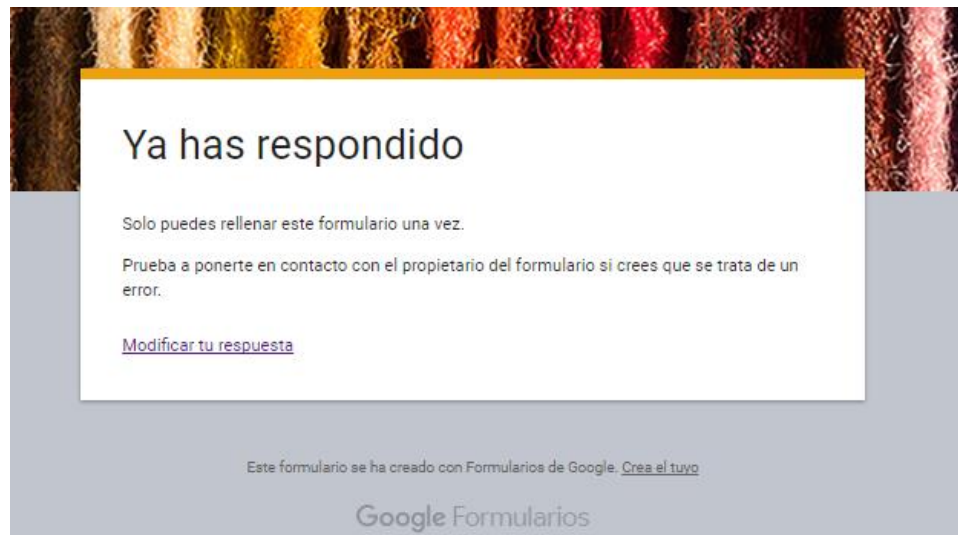 Ya has respondido
Solo puedes rellenar este formulario una vez.
Prueba a ponerte en contacto con el propietario del formulario si crees que se trata de un
error.
Modificar tu respuesta
Este formulario se ha creado con Formularios de Google. Crea el tuyo
Google Formularios